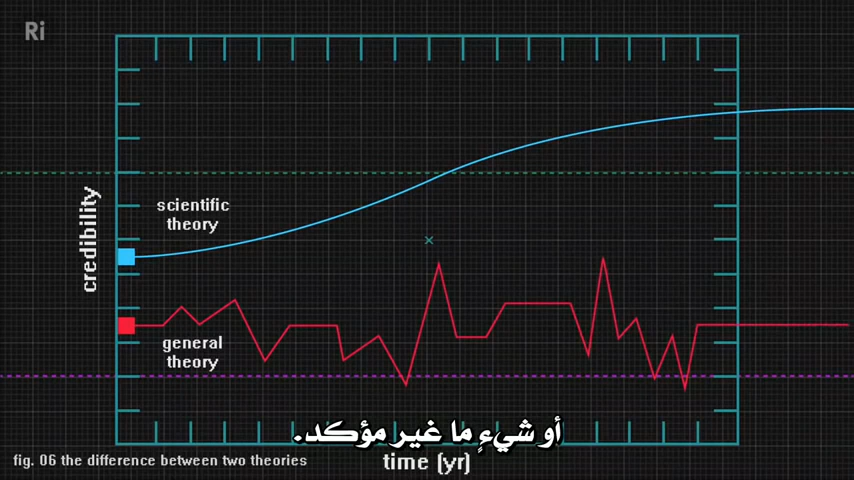 Ri
scientific
theory
credibility
general
theory
أو شيءٍ ما غير مؤكد.
fig. 06 the difference between two theories
time (yr)